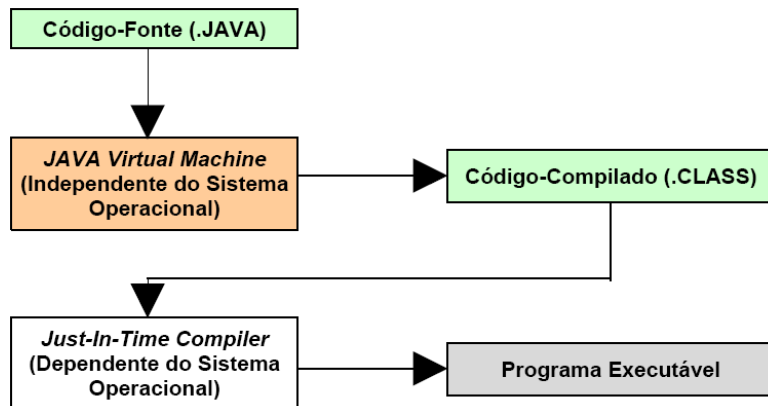 Código-Fonte (.JAVA)
JAVA Virtual Machine
(Independente do Sistema
Operacional)
Código-Compilado (.CLASS)
Just-In-Time Compiler
(Dependente do Sistema
Operacional)
Programa Executável